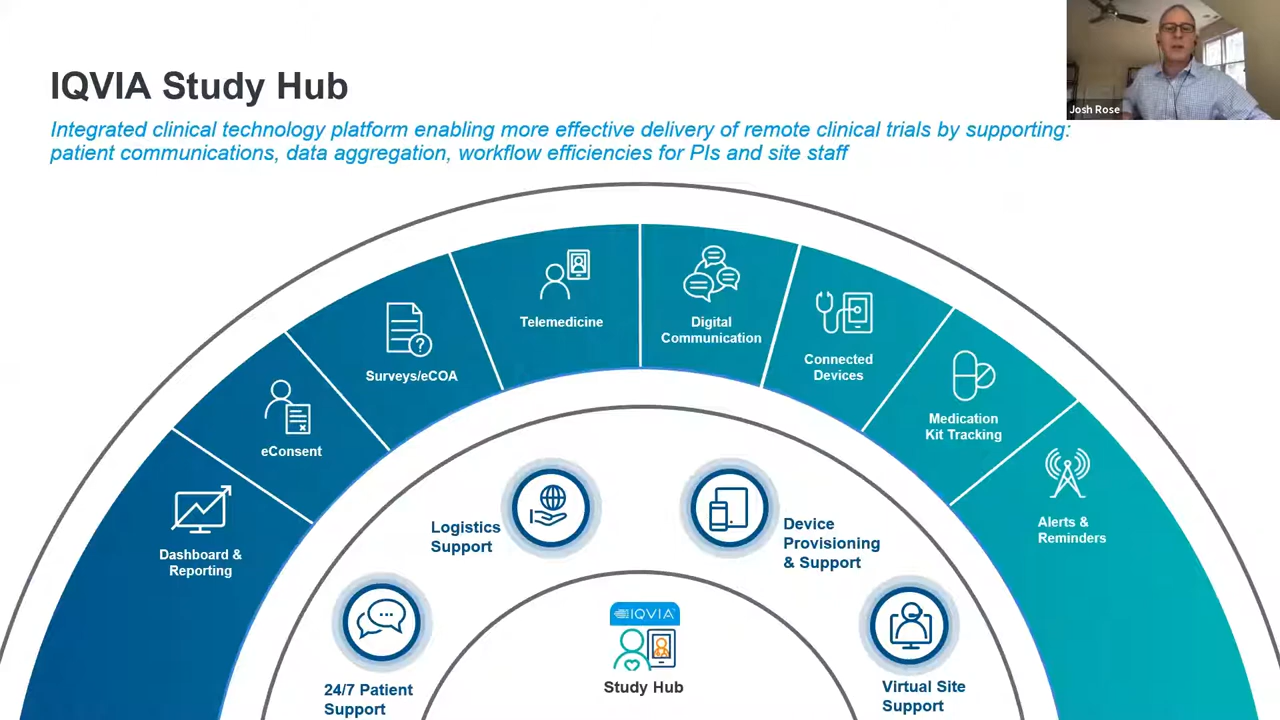 IQVIA Study Hub
Integrated clinical technology platform enabling more effective delivery of remote clinical trials by supporting:
patient communications, data aggregation, workflow efficiencies for PIs and site staff
Josh Rose
Dashboard &
Reporting
eConsent
Surveys/eCOA
Telemedicine
Digital
Communication
Connected
Devices
Medication
Kit Tracking
Alerts &
Reminders
24/7 Patient
Support
Logistics
Support
Device
Provisioning
& Support
Virtual Site
Support
IQVIA
Study Hub